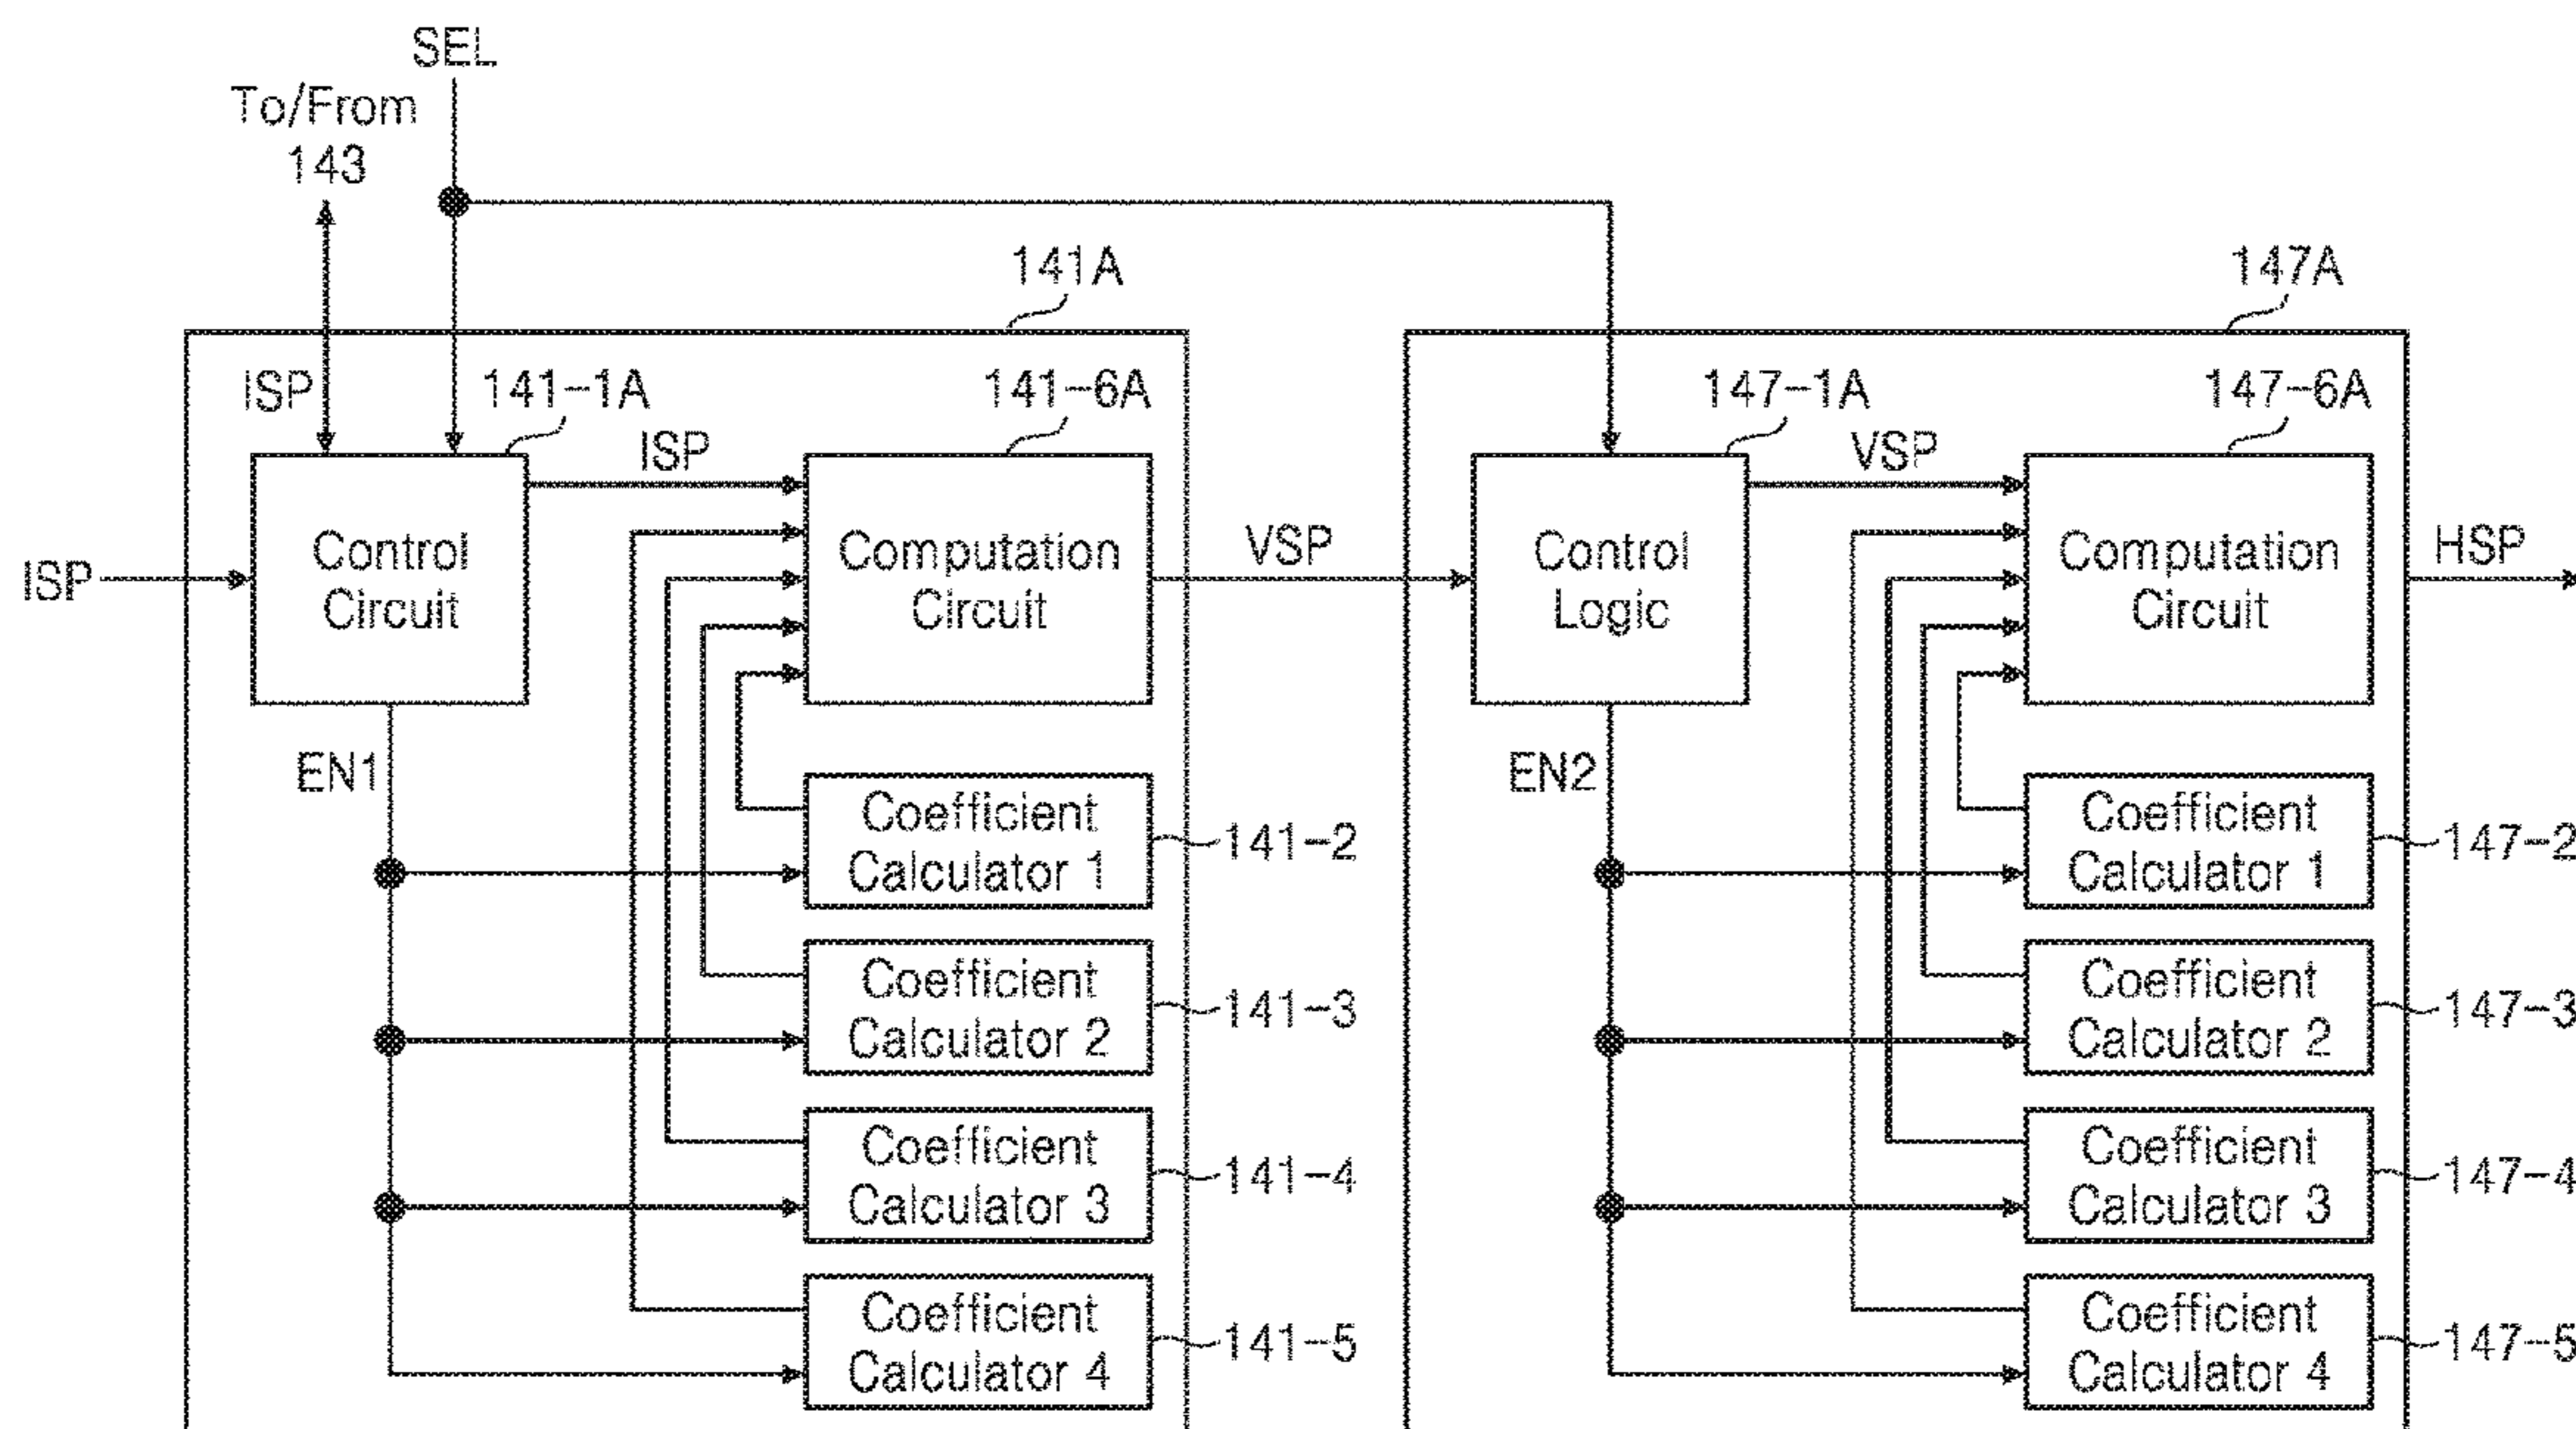 SEL
To/From
143
141A
147A
ISP
141-1A
141-6A
147-1A
147-6A
ISP
VSP
ISP
Control
Circuit
Computation
Circuit
VSP
Control
Logic
Computation
Circuit
HSP
EN1
EN2
Coefficient
Calculator 1
141-2
Coefficient
Calculator 1
147-2
Coefficient
Calculator 2
141-3
Coefficient
Calculator 2
147-3
Coefficient
Calculator 3
141-4
Coefficient
Calculator 3
147-4
Coefficient
Calculator 4
141-5
Coefficient
Calculator 4
147-5